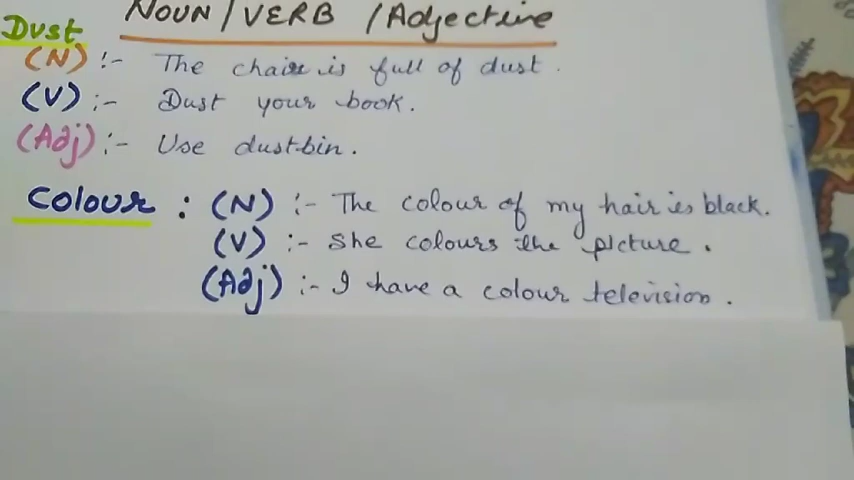 NOUN / VERB / Adjective
Dust
(N) :- The chair is full of dust.
(V) :- Dust your book.
(Adj) :- Use dustbin.
Colour : (N) :- The colour of my hair is black.
(V) :- She colours the picture.
(Adj) :- I have a colour television.